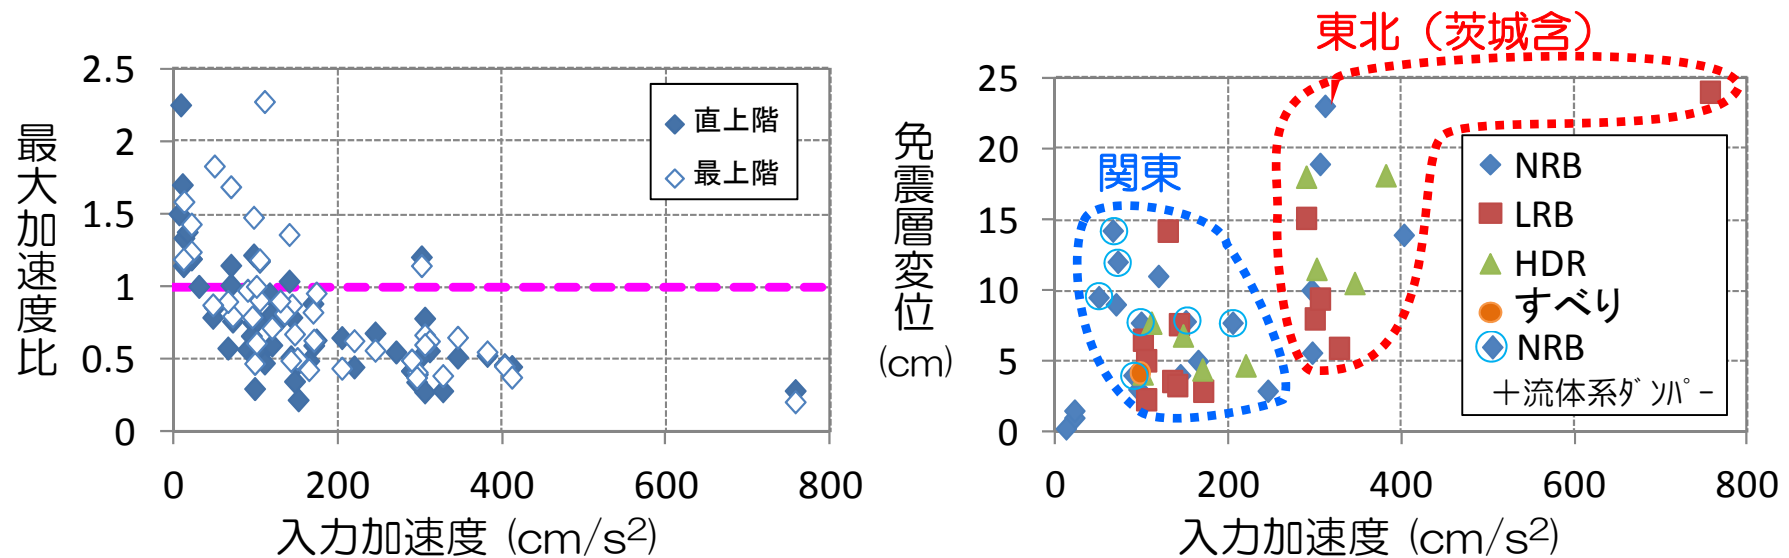 最大加速度比
2.5
2
1.5
1
0.5
0
0 200 400 600 800
入力加速度 (cm/s²)
直上階
最上階
東北（茨城含）
関東
免震層変位
(cm)
25
20
15
10
5
0
0 200 400 600 800
入力加速度 (cm/s²)
NRB
LRB
HDR
すべり
NRB
＋流体系ダンパー